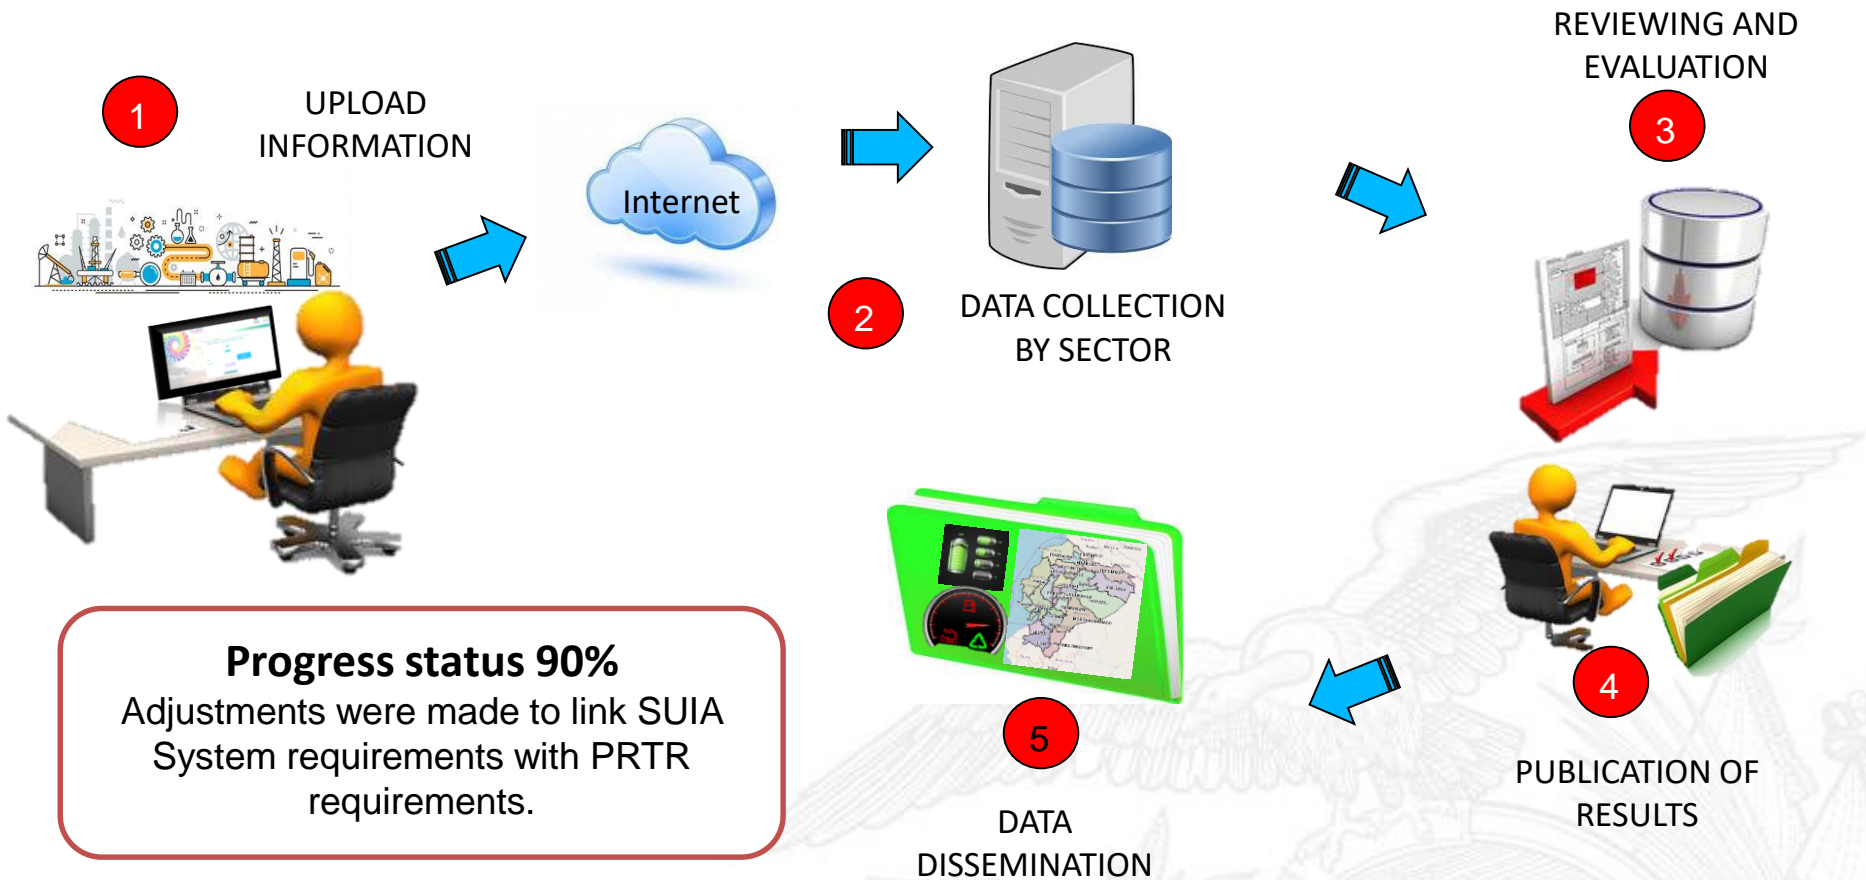 1
UPLOAD
INFORMATION
Internet
2
DATA COLLECTION
BY SECTOR
REVIEWING AND
EVALUATION
3
4
PUBLICATION OF
RESULTS
5
DATA
DISSEMINATION
Progress status 90%
Adjustments were made to link SUIA
System requirements with PRTR
requirements.